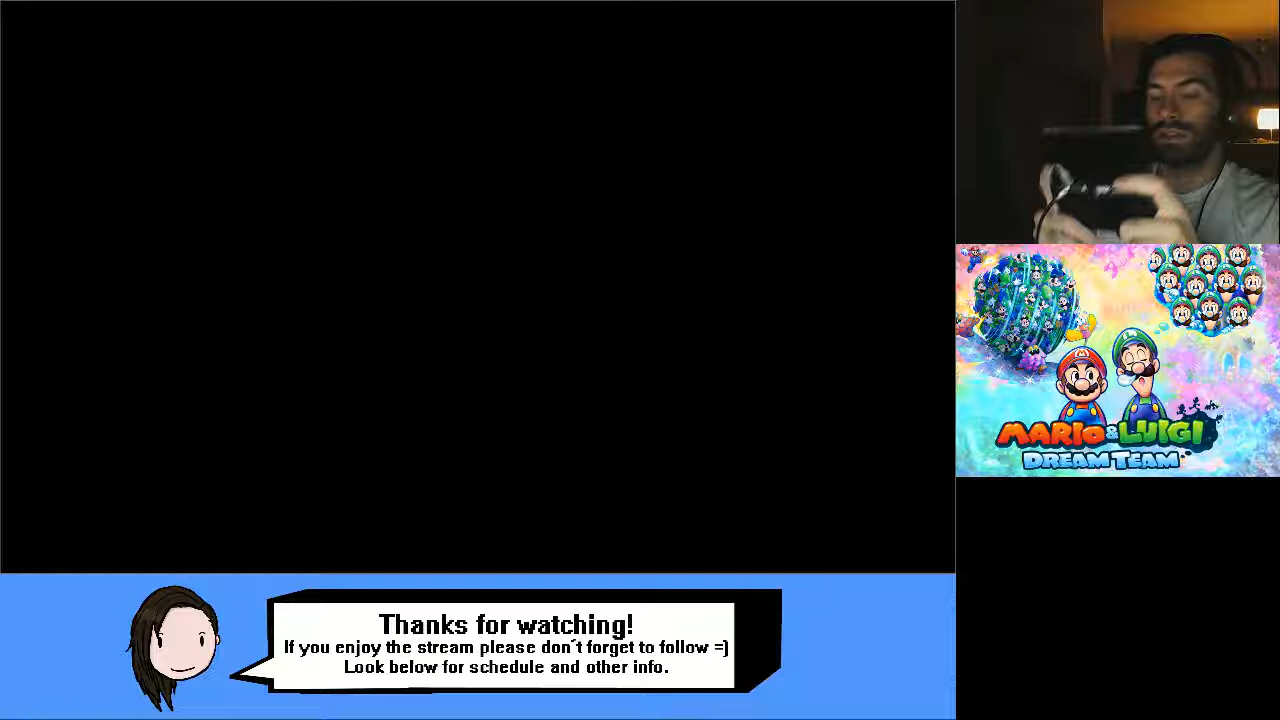 MARIO & LUIGI
DREAM TEAM
Thanks for watching!
If you enjoy the stream please don´t forget to follow =)
Look below for schedule and other info.